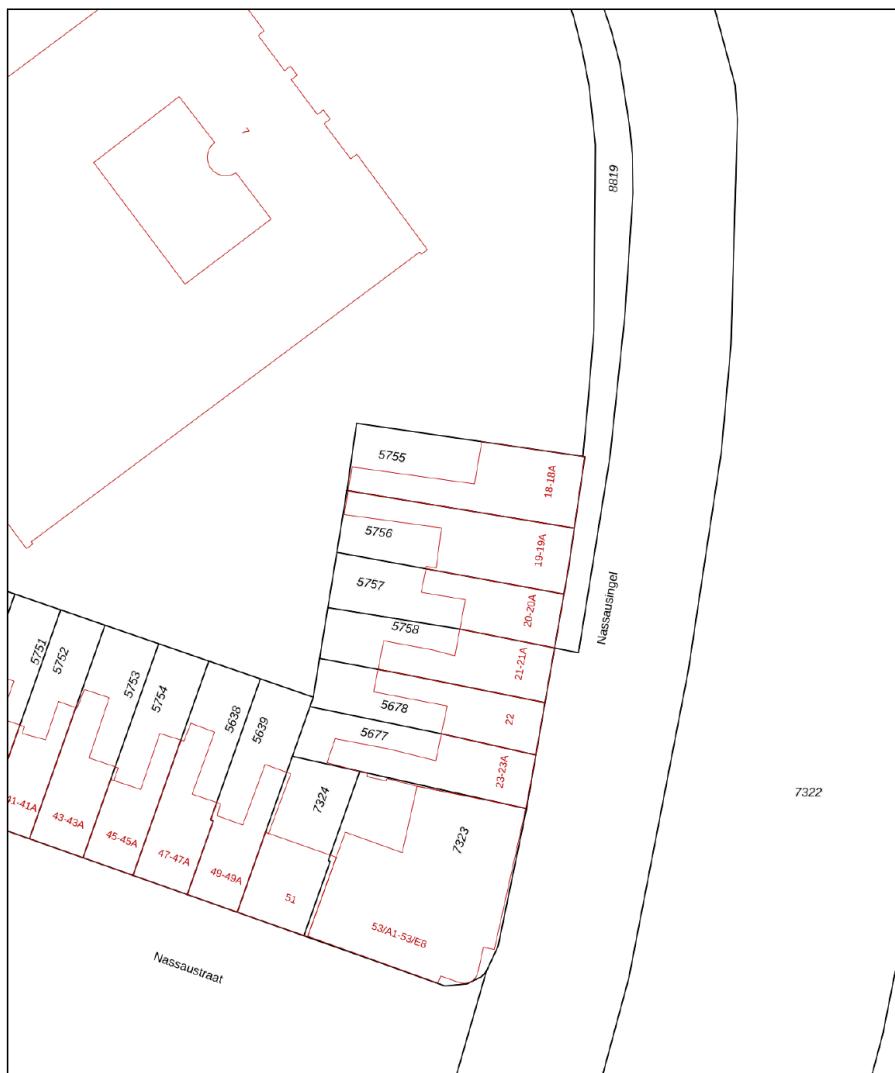 7
8819
5755
18-18A
5756
19-19A
5757
20-20A
Nassausingel
5758
21-21A
5751
5752
5753
5754
5638
5639
5678
22
5677
23-23A
7324
7323
7322
41-41A
43-43A
45-45A
47-47A
49-49A
51
53/A1-53/E8
Nassaustraat